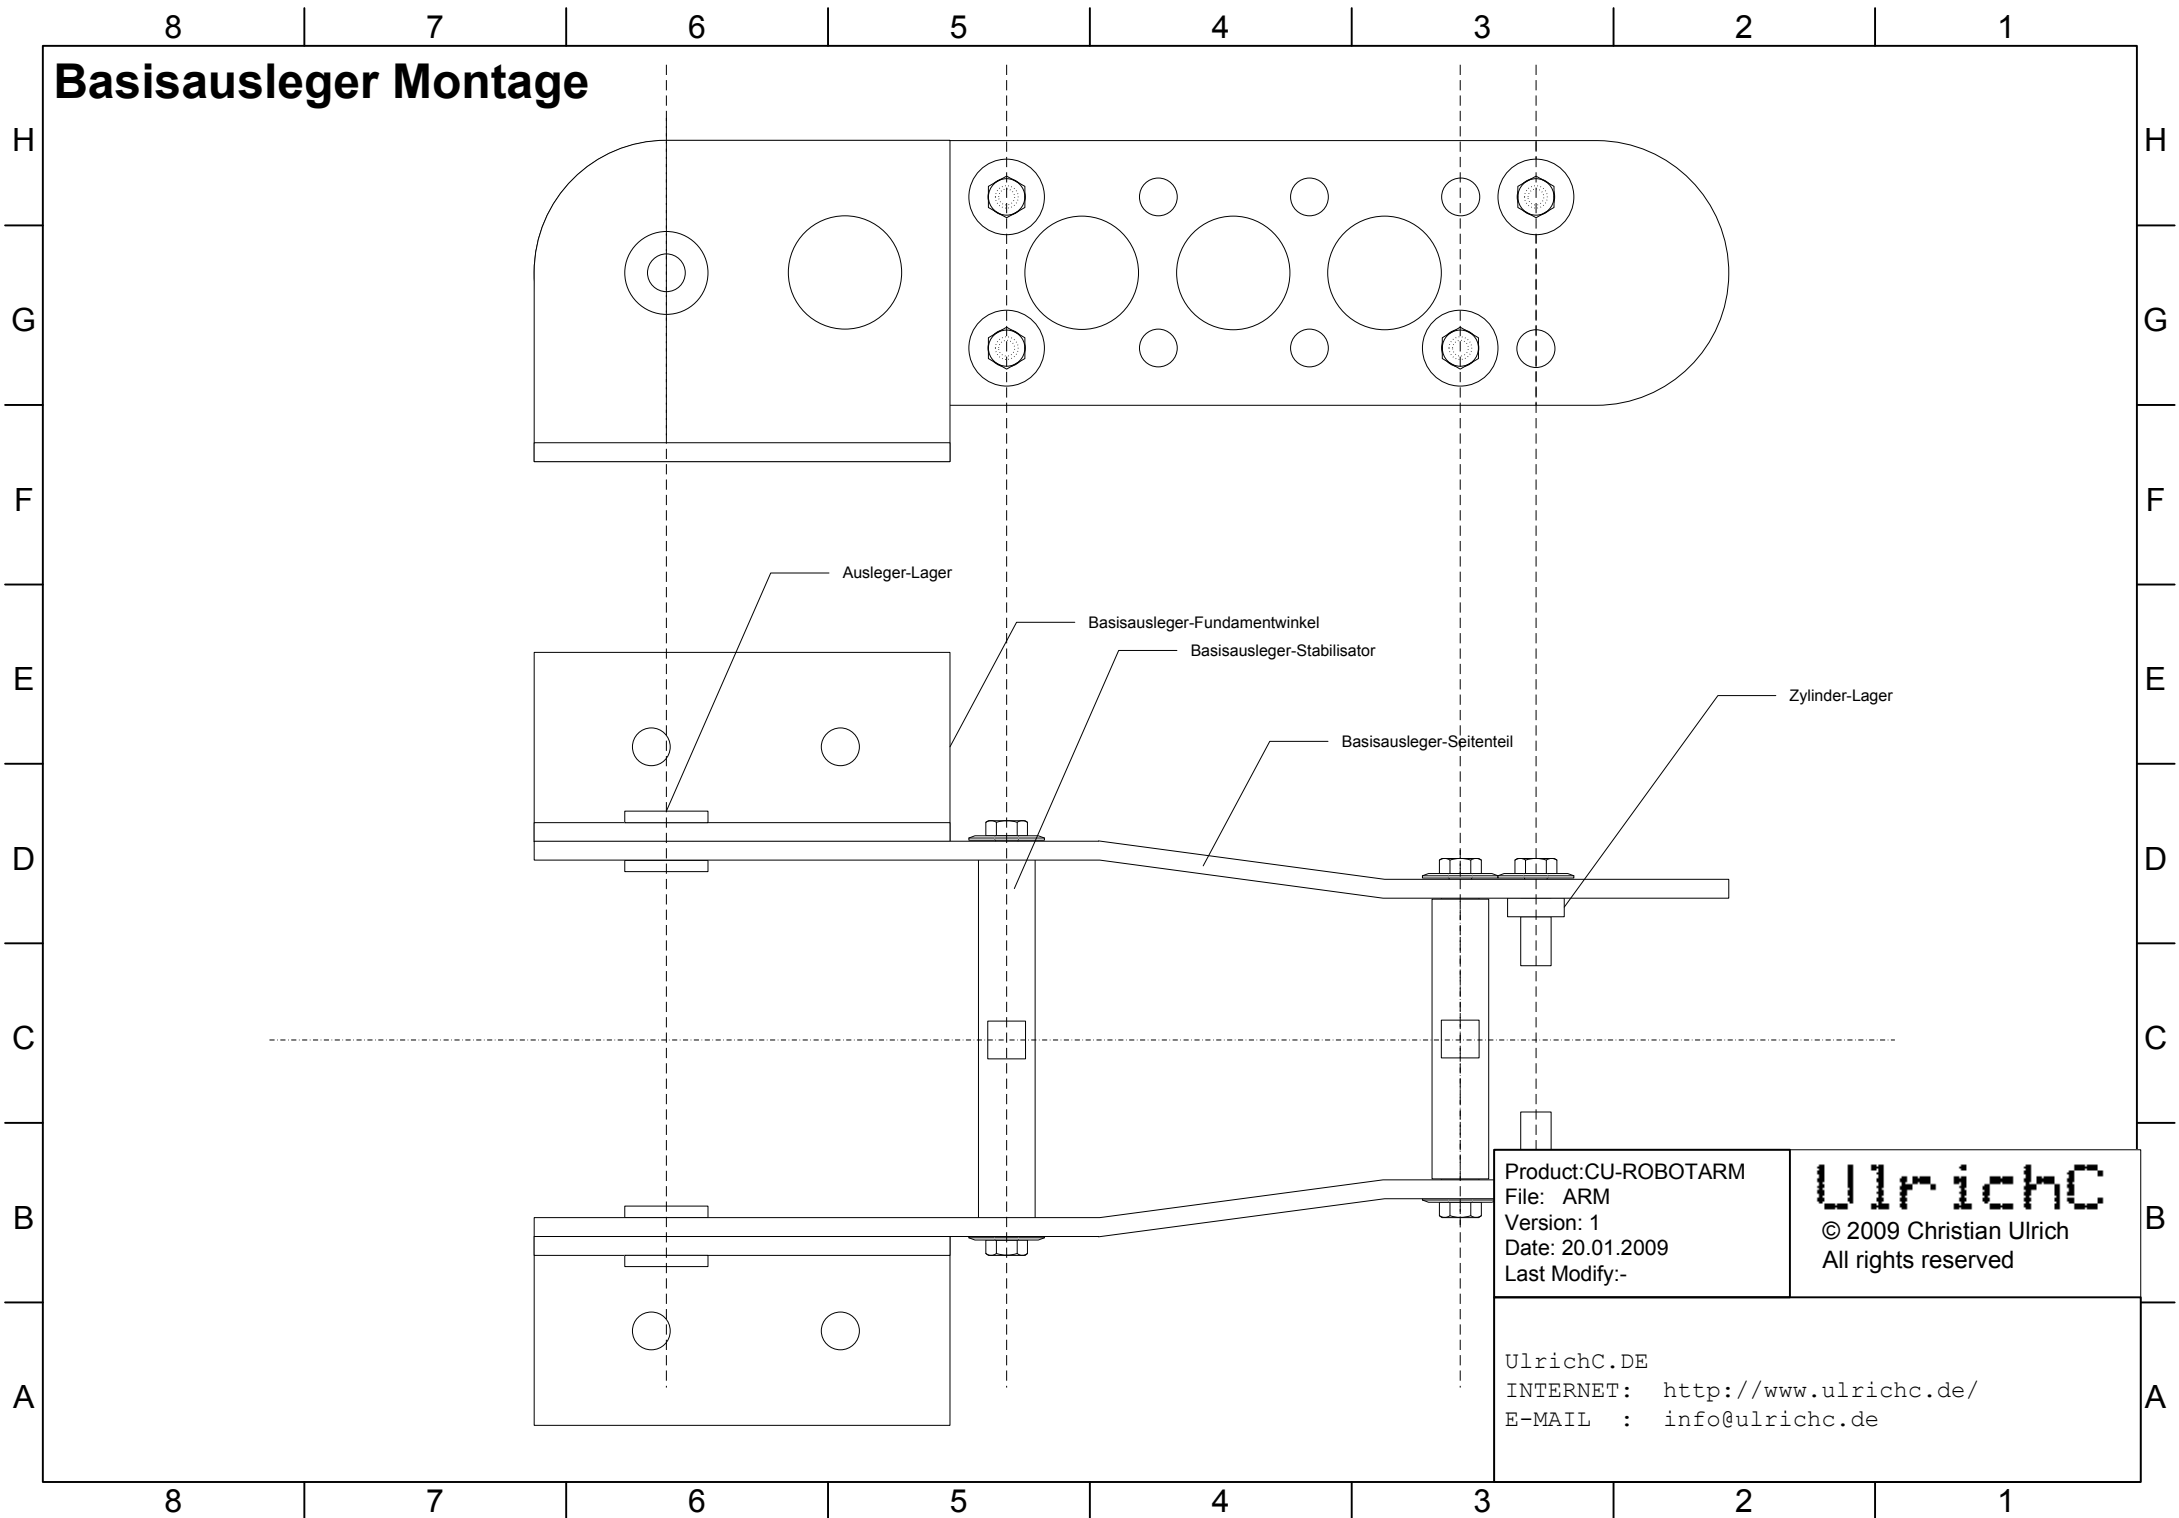 8 7 6 5 4 3 2 1
Basisausleger Montage
H H
G G
F F
Ausleger-Lager
Basisausleger-Fundamentwinkel
Basisausleger-Stabilisator
E E
Zylinder-Lager
Basisausleger-Seitenteil
D D
C C
Product:CU-ROBOTARM
File: ARM
Version: 1
Date: 20.01.2009
Last Modify:-
UlrichC
© 2009 Christian Ulrich
All rights reserved
B B
UlrichC.DE
INTERNET: http://www.ulrichc.de/
E-MAIL : info@ulrichc.de
A A
8 7 6 5 4 3 2 1